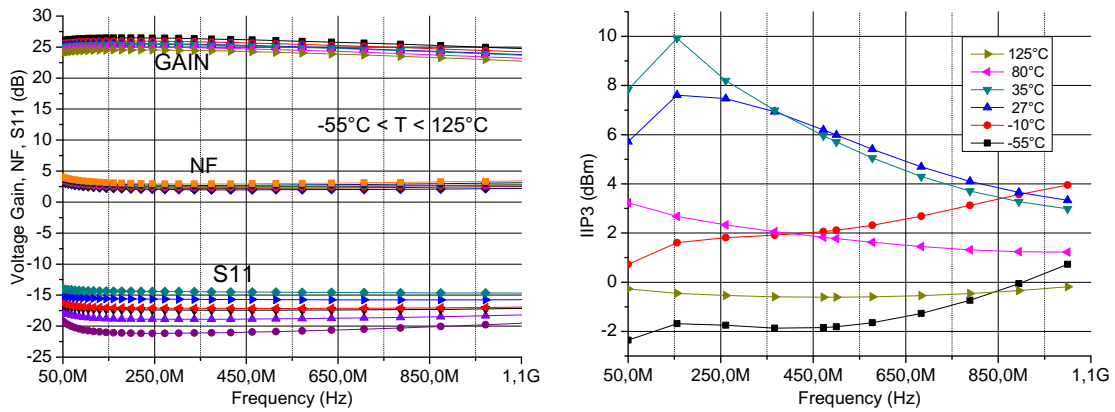 Voltage Gain, NF, S11 (dB)
30
25
20
15
10
5
0
-5
-10
-15
-20
-25
GAIN
-55°C < T < 125°C
NF
S11
50,0M 250,0M 450,0M 650,0M 850,0M 1,1G
Frequency (Hz)
IIP3 (dBm)
10
8
6
4
2
0
-2
125°C
80°C
35°C
27°C
-10°C
-55°C
50,0M 250,0M 450,0M 650,0M 850,0M 1,1G
Frequency (Hz)